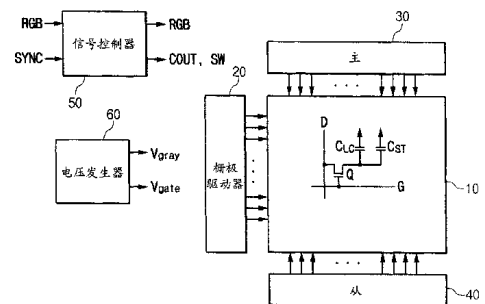 RGB
SYNC
信号控制器
RGB
COUT, SW
50
60
电压发生器
Vgray
Vgate
20
栅极
驱动器
30
主
D
CLC
CST
Q
G
10
从
40